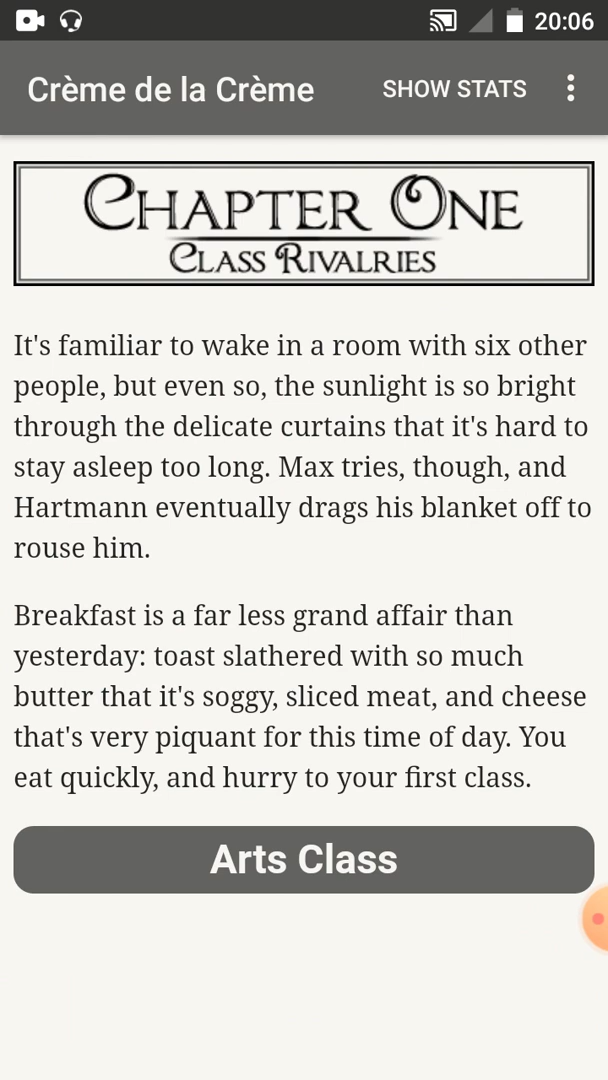 20:06
Crème de la Crème SHOW STATS
CHAPTER ONE
CLASS RIVALRIES
It's familiar to wake in a room with six other
people, but even so, the sunlight is so bright
through the delicate curtains that it's hard to
stay asleep too long. Max tries, though, and
Hartmann eventually drags his blanket off to
rouse him.
Breakfast is a far less grand affair than
yesterday: toast slathered with so much
butter that it's soggy, sliced meat, and cheese
that's very piquant for this time of day. You
eat quickly, and hurry to your first class.
Arts Class